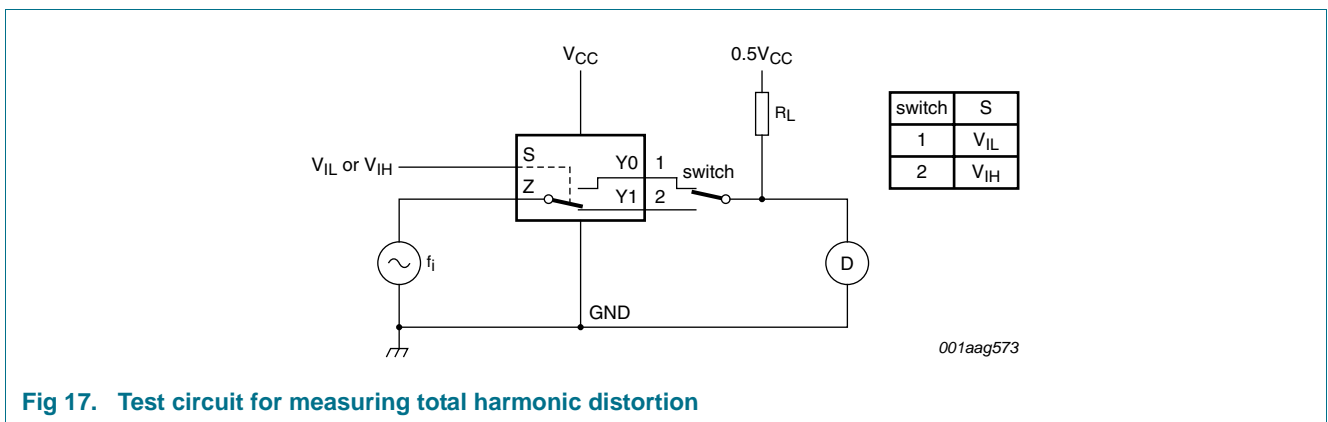 VCC
0.5VCC
RL
switch S
1 VIL
2 VIH
VIL or VIH
S
Y0 1
switch
Z
Y1 2
fi
D
GND
001aag573
Fig 17. Test circuit for measuring total harmonic distortion